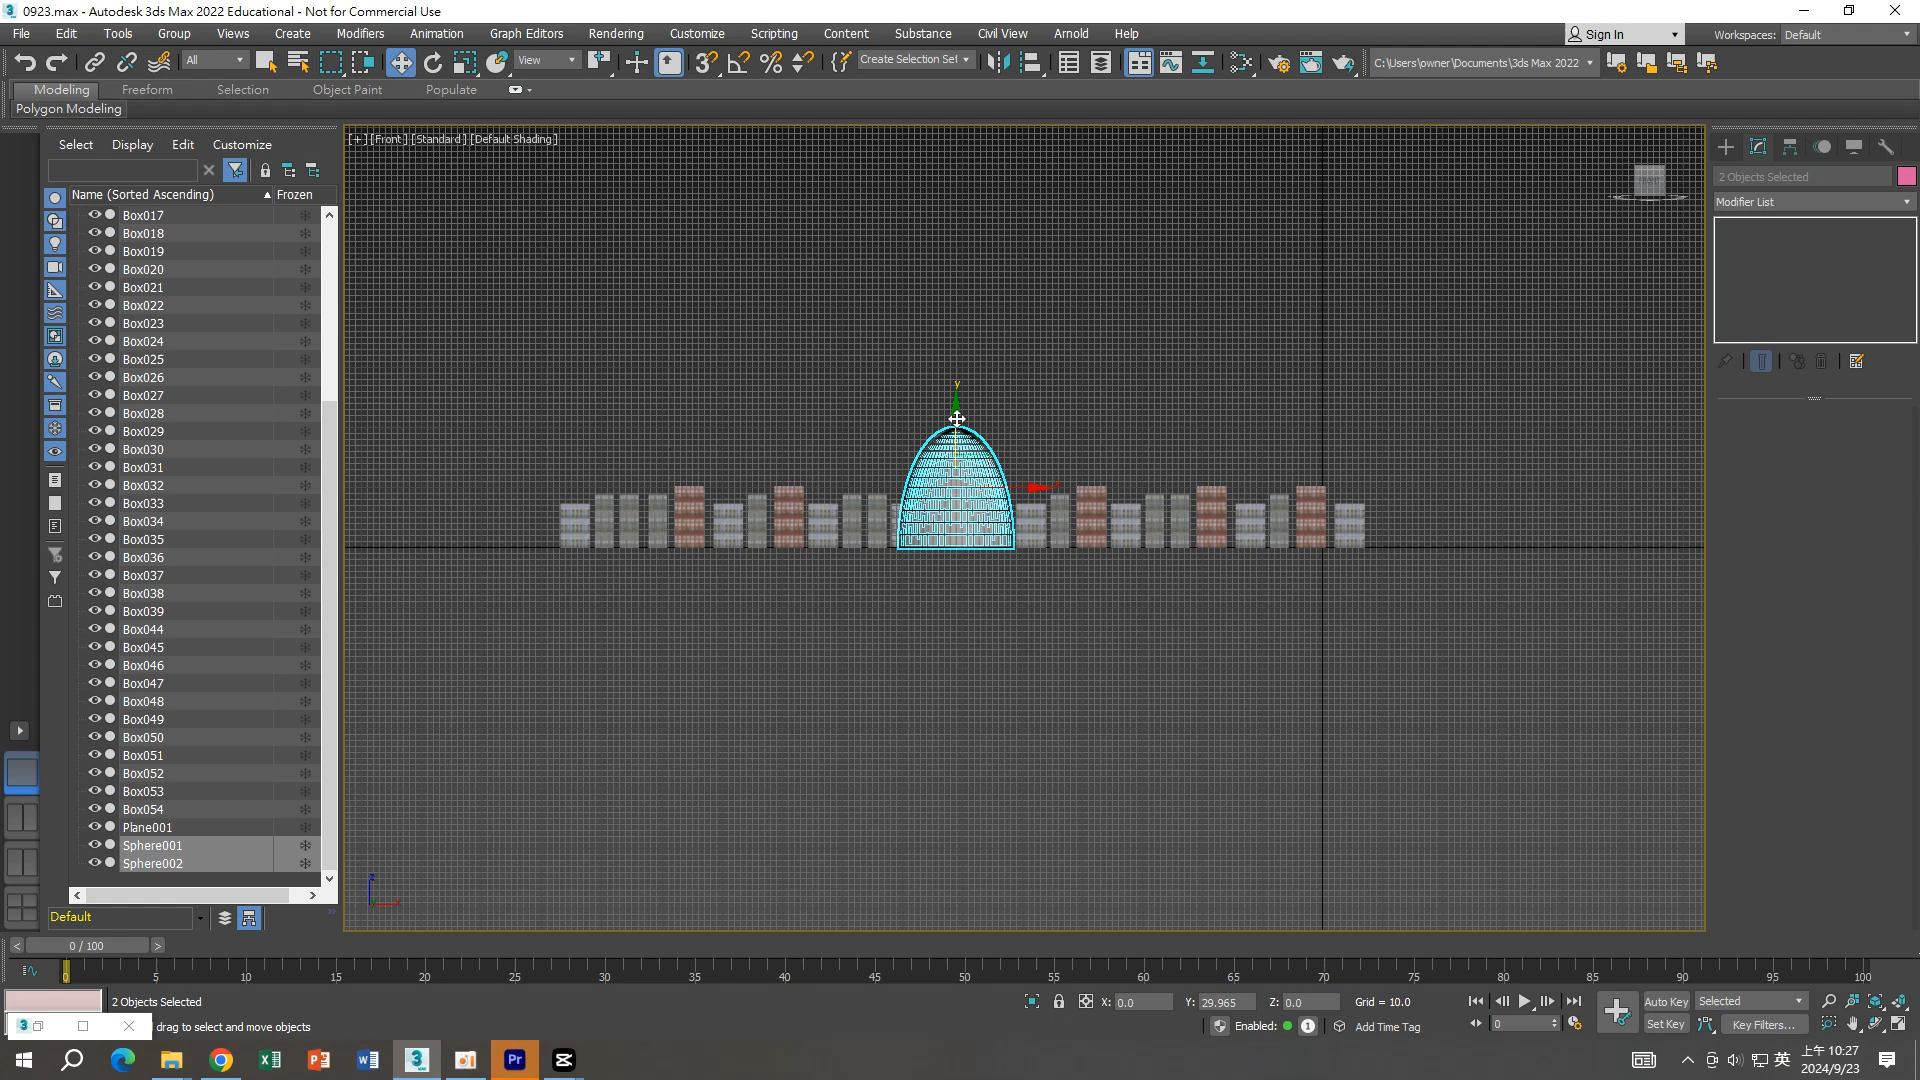 0923.max - Autodesk 3ds Max 2022 Educational - Not for Commercial Use
File Edit Tools Group Views Create Modifiers Animation Graph Editors Rendering Customize Scripting Content Substance Civil View Arnold Help
Sign In
Workspaces: Default
All
View
Create Selection Set
C:\Users\owner\Documents\3ds Max 2022
Modeling Freeform Selection Object Paint Populate
Polygon Modeling
Select Display Edit Customize
Name (Sorted Ascending) Frozen
Box017
Box018
Box019
Box020
Box021
Box022
Box023
Box024
Box025
Box026
Box027
Box028
Box029
Box030
Box031
Box032
Box033
Box034
Box035
Box036
Box037
Box038
Box039
Box044
Box045
Box046
Box047
Box048
Box049
Box050
Box051
Box052
Box053
Box054
Plane001
Sphere001
Sphere002
Default
[+] [Front] [Standard] [Default Shading]
y
z
x
2 Objects Selected
Modifier List
0 / 100
0 5 10 15 20 25 30 35 40 45 50 55 60 65 70 75 80 85 90 95 100
2 Objects Selected
X: 0.0 Y: 29.965 Z: 0.0 Grid = 10.0
Auto Key Selected
drag to select and move objects
Enabled: 1 Add Time Tag
0
Set Key Key Filters...
英
上午 10:27
2024/9/23